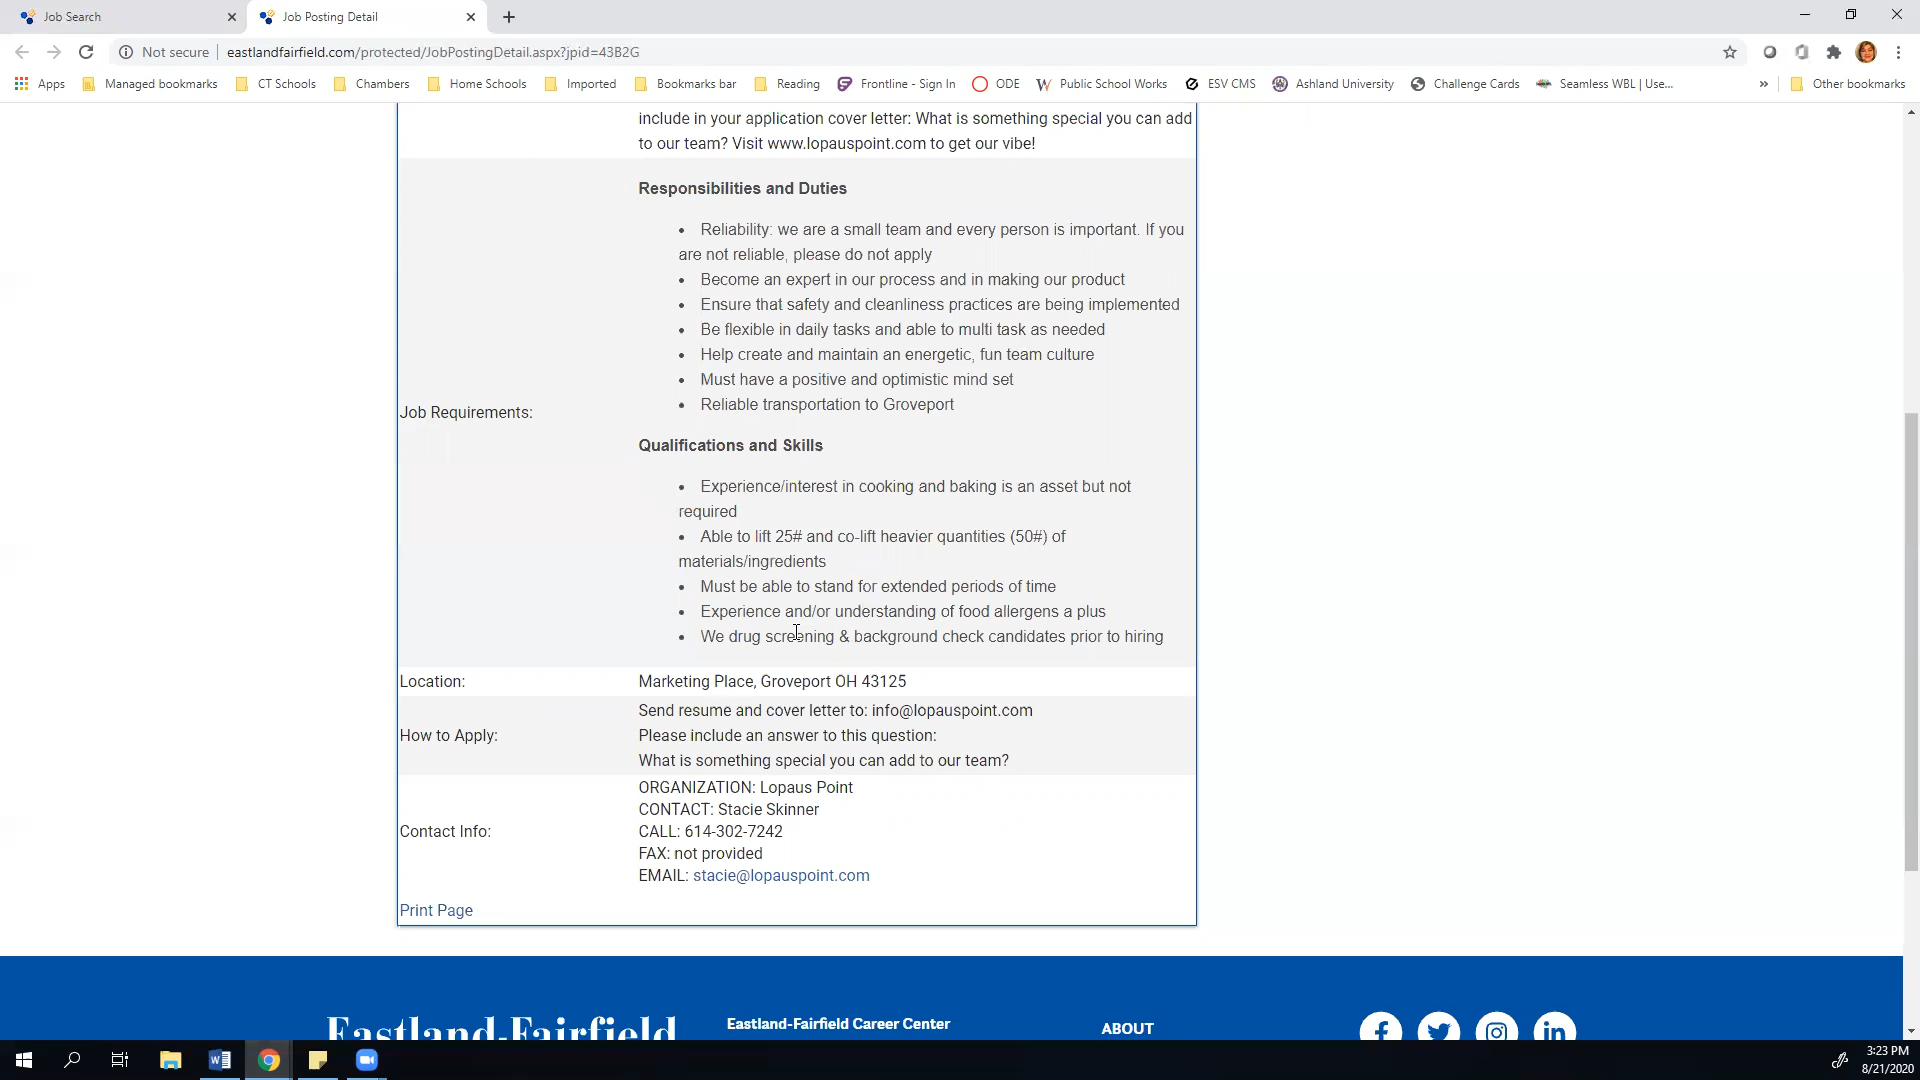 Job Search
Job Posting Detail
Not secure
eastlandfairfield.com/protected/JobPostingDetail.aspx?jpid=43B2G
Apps
Managed bookmarks
CT Schools
Chambers
Home Schools
Imported
Bookmarks bar
Reading
Frontline - Sign In
ODE
Public School Works
ESV CMS
Ashland University
Challenge Cards
Seamless WBL | Use...
»
Other bookmarks
include in your application cover letter: What is something special you can add
to our team? Visit www.lopauspoint.com to get our vibe!
Job Requirements:
Responsibilities and Duties
• Reliability: we are a small team and every person is important. If you
are not reliable, please do not apply
• Become an expert in our process and in making our product
• Ensure that safety and cleanliness practices are being implemented
• Be flexible in daily tasks and able to multi task as needed
• Help create and maintain an energetic, fun team culture
• Must have a positive and optimistic mind set
• Reliable transportation to Groveport
Qualifications and Skills
• Experience/interest in cooking and baking is an asset but not
required
• Able to lift 25# and co-lift heavier quantities (50#) of
materials/ingredients
• Must be able to stand for extended periods of time
• Experience and/or understanding of food allergens a plus
• We drug screening & background check candidates prior to hiring
Location:
Marketing Place, Groveport OH 43125
How to Apply:
Send resume and cover letter to: info@lopauspoint.com
Please include an answer to this question:
What is something special you can add to our team?
Contact Info:
ORGANIZATION: Lopaus Point
CONTACT: Stacie Skinner
CALL: 614-302-7242
FAX: not provided
EMAIL: stacie@lopauspoint.com
Print Page
Eastland-Fairfield
Eastland-Fairfield Career Center
ABOUT
3:23 PM
8/21/2020